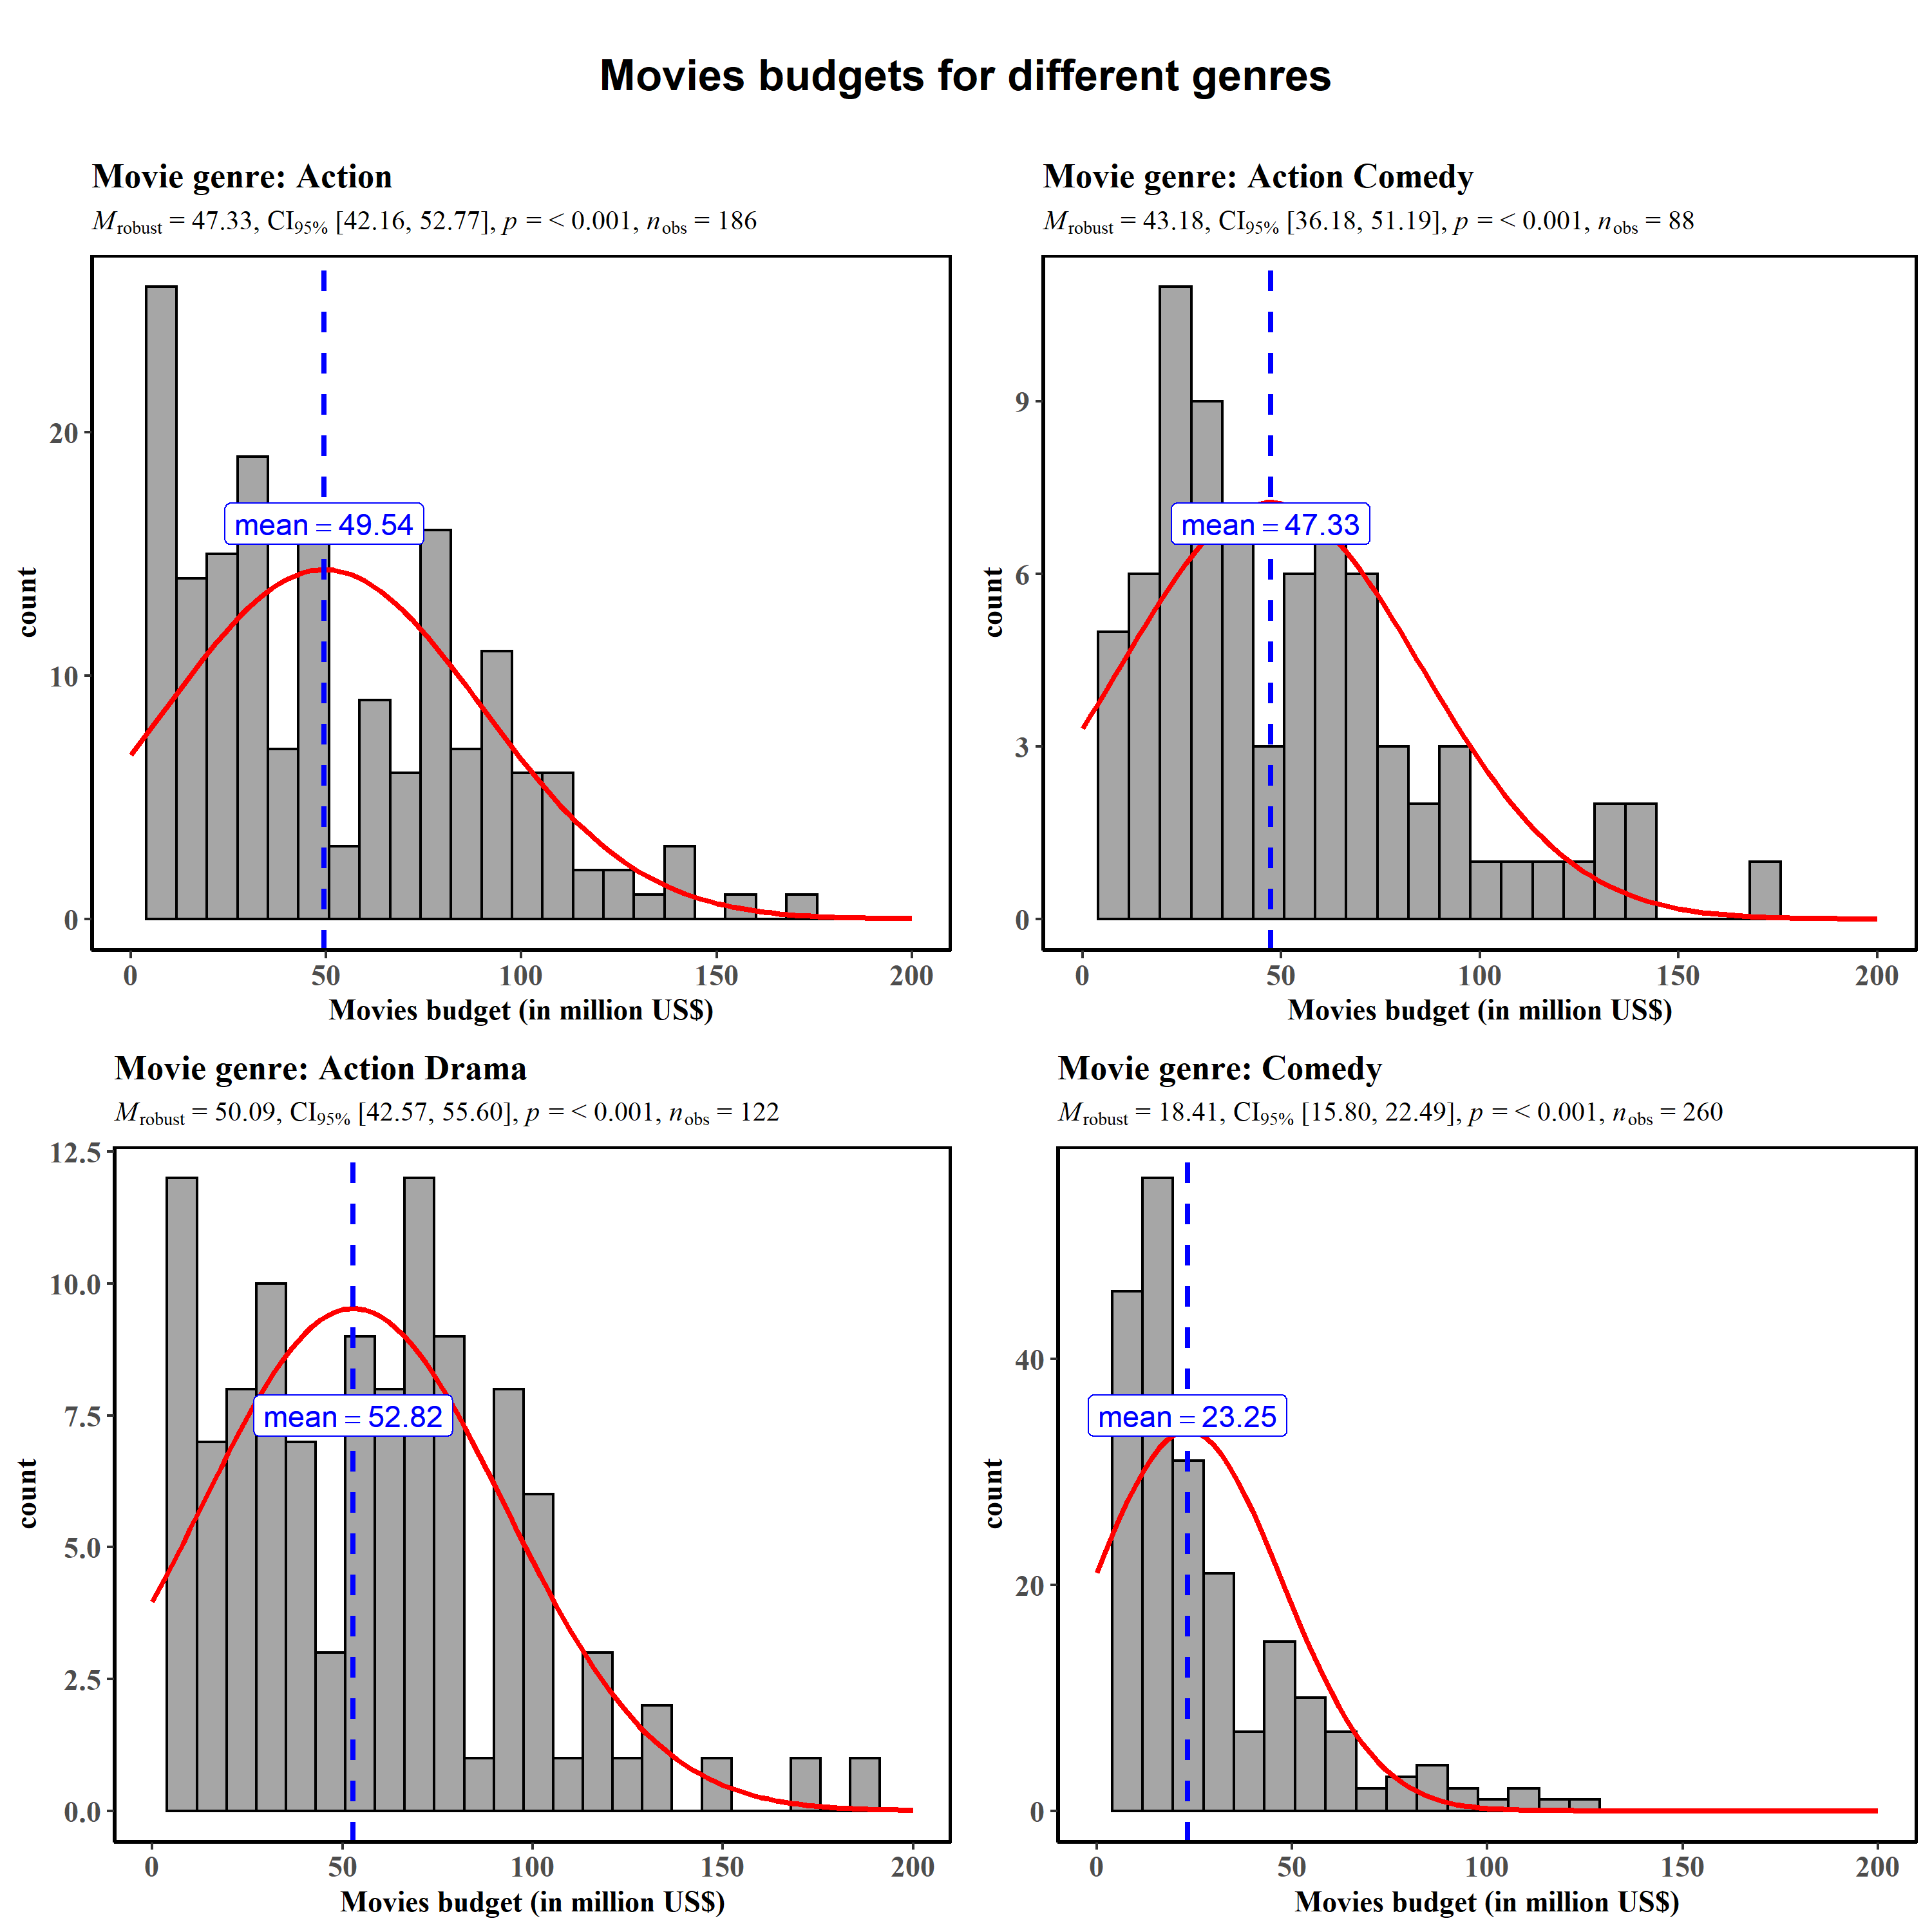 Movies budgets for different genres
Movie genre: Action
Mrobust = 47.33, CI95% [42.16, 52.77], p = < 0.001, nobs = 186
20
10
0
count
mean = 49.54
0 50 100 150 200
Movies budget (in million US$)
Movie genre: Action Comedy
Mrobust = 43.18, CI95% [36.18, 51.19], p = < 0.001, nobs = 88
9
6
3
0
count
mean = 47.33
0 50 100 150 200
Movies budget (in million US$)
Movie genre: Action Drama
Mrobust = 50.09, CI95% [42.57, 55.60], p = < 0.001, nobs = 122
12.5
10.0
7.5
5.0
2.5
0.0
count
mean = 52.82
0 50 100 150 200
Movies budget (in million US$)
Movie genre: Comedy
Mrobust = 18.41, CI95% [15.80, 22.49], p = < 0.001, nobs = 260
40
20
0
count
mean = 23.25
0 50 100 150 200
Movies budget (in million US$)